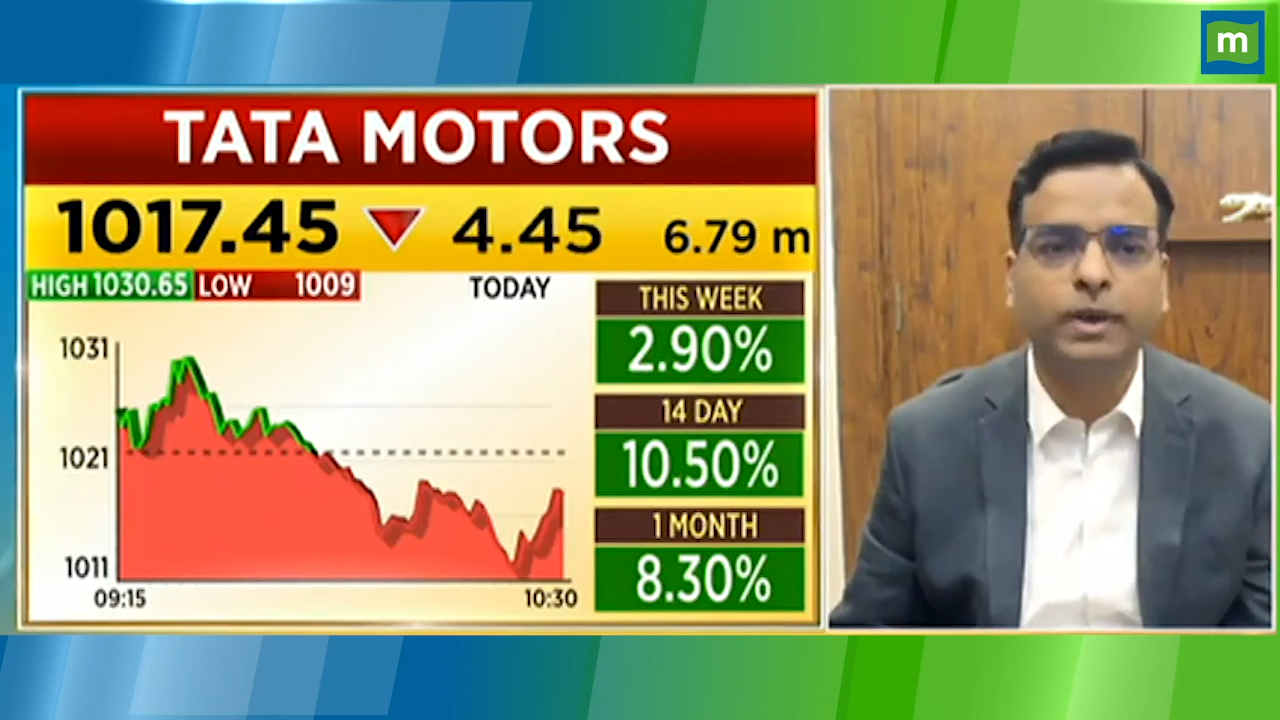 m
TATA MOTORS
1017.45 ▼ 4.45 6.79 m
HIGH 1030.65 LOW 1009 TODAY
THIS WEEK
2.90%
14 DAY
10.50%
1 MONTH
8.30%
1031
1021
1011
09:15 10:30